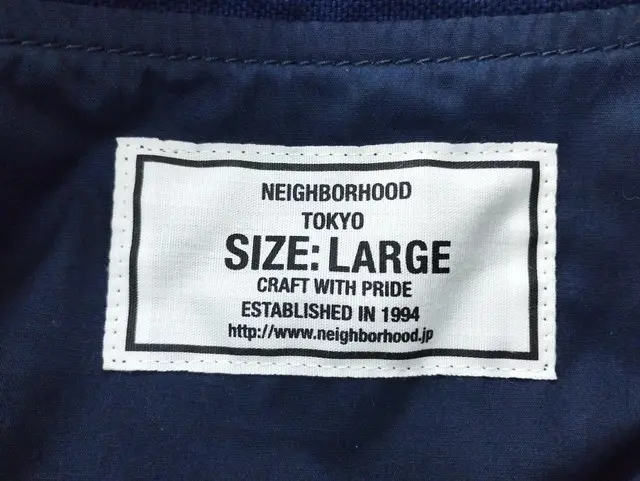 NEIGHBORHOOD
TOKYO
SIZE: LARGE
CRAFT WITH PRIDE
ESTABLISHED IN 1994
http://www.neighborhood.jp